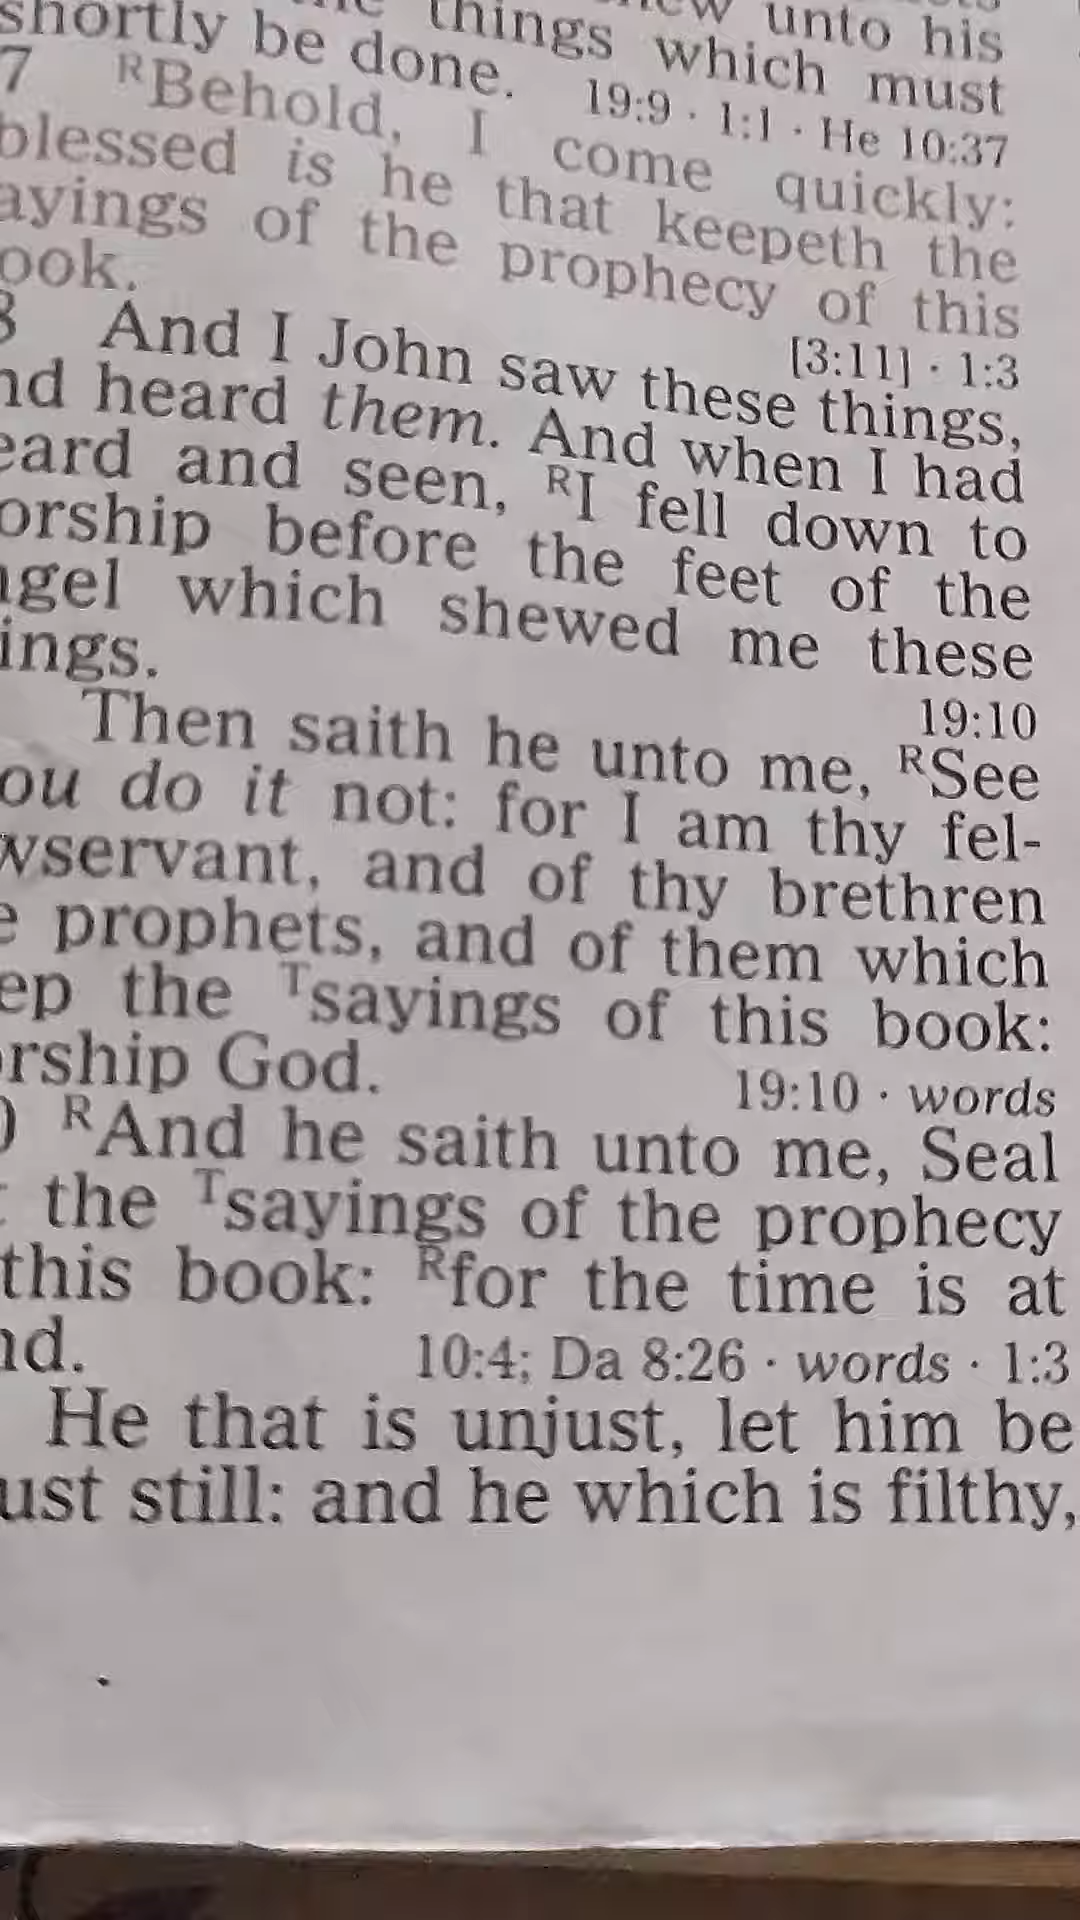 things which must
shortly be done. 19:9 · 1:1 · He 10:37
7 RBehold, I come quickly:
blessed is he that keepeth the
ayings of the prophecy of this
ook. [3:11] · 1:3
8 And I John saw these things,
nd heard them. And when I had
eard and seen, RI fell down to
orship before the feet of the
ngel which shewed me these
ings. 19:10
Then saith he unto me, RSee
ou do it not: for I am thy fel-
wservant, and of thy brethren
e prophets, and of them which
ep the Tsayings of this book:
orship God. 19:10 · words
0 RAnd he saith unto me, Seal
t the Tsayings of the prophecy
this book: Rfor the time is at
nd. 10:4; Da 8:26 · words · 1:3
He that is unjust, let him be
ust still: and he which is filthy,